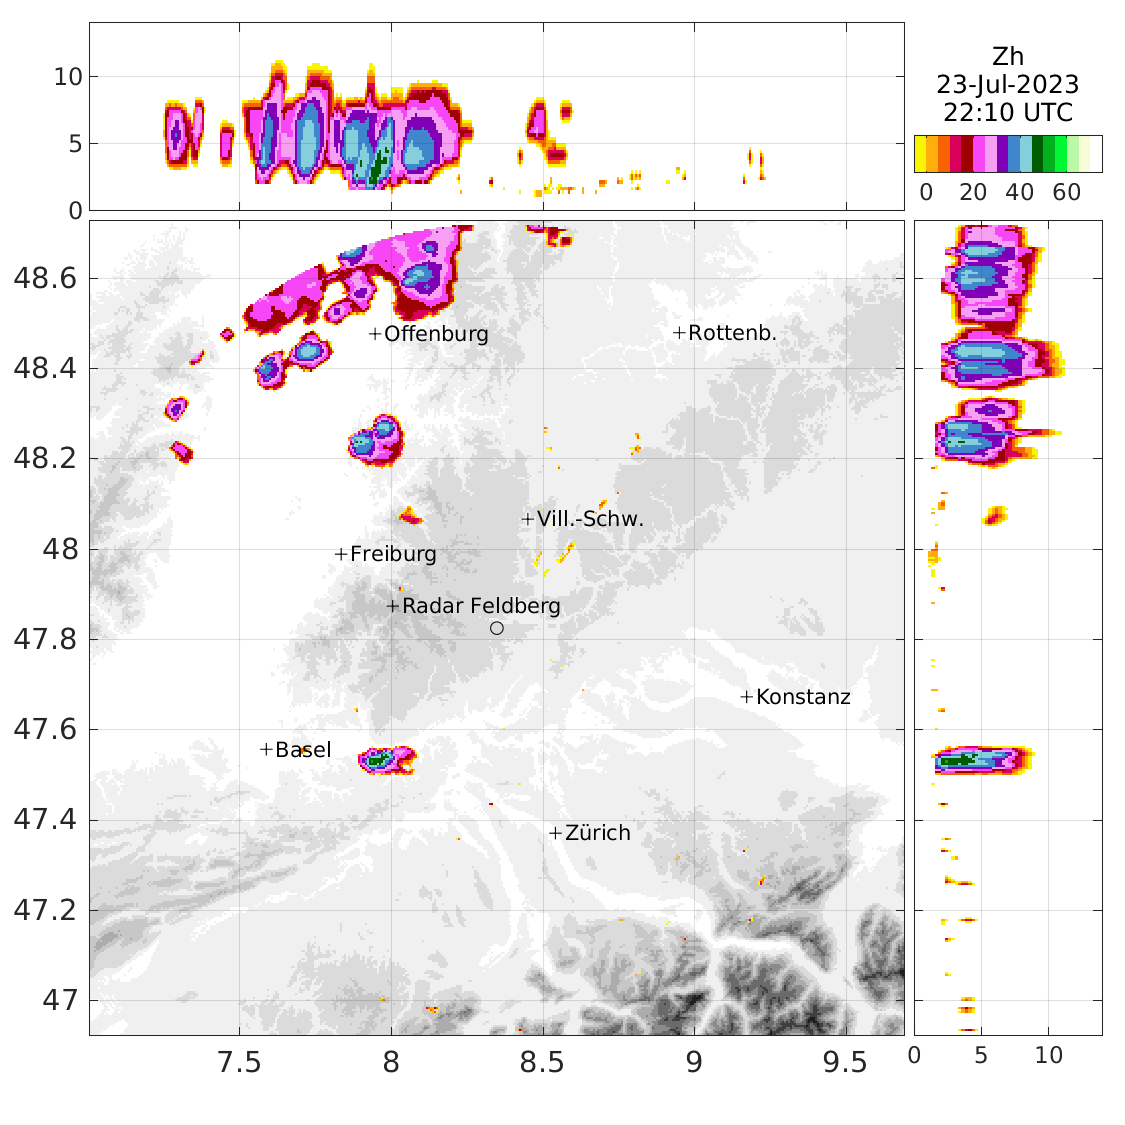 10
5
0
Zh
23-Jul-2023
22:10 UTC
0 20 40 60
48.6
48.4
48.2
48
47.8
47.6
47.4
47.2
47
Offenburg
Rottenb.
Vill.-Schw.
Freiburg
Radar Feldberg
Konstanz
Basel
Zürich
7.5 8 8.5 9 9.5
0 5 10